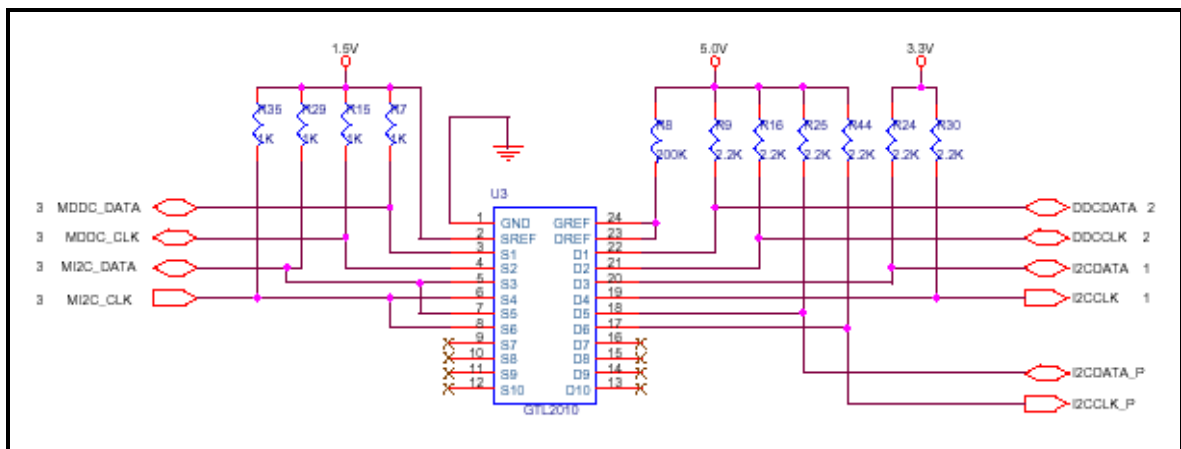 1.5V 5.0V 3.3V
R35 R29 R15 R7 R8 R9 R16 R25 R44 R24 R30
1K 1K 1K 1K 200K 2.2K 2.2K 2.2K 2.2K 2.2K 2.2K
U3
3 MDDC_DATA 1 GND GREF 24 DDCDATA 2
2 SREF DREF 23
3 MDDC_CLK 3 S1 D1 22 DDCCLK 2
4 S2 D2 21
3 MI2C_DATA 5 S3 D3 20 I2CDATA 1
3 MI2C_CLK 6 S4 D4 19 I2CCLK 1
7 S5 D5 18
8 S6 D6 17
9 S7 D7 16
10 S8 D8 15
11 S9 D9 14 I2CDATA_P
12 S10 D10 13
GTL2010 I2CCLK_P